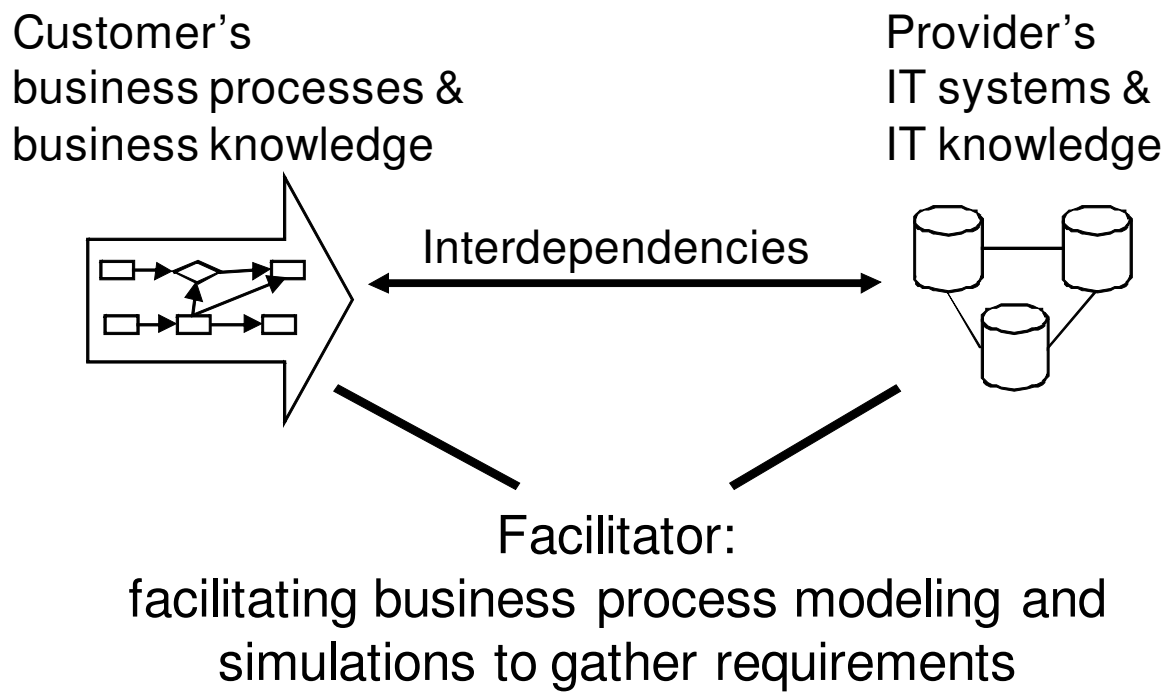 Customer's
business processes &
business knowledge
Provider's
IT systems &
IT knowledge
Interdependencies
Facilitator:
facilitating business process modeling and
simulations to gather requirements